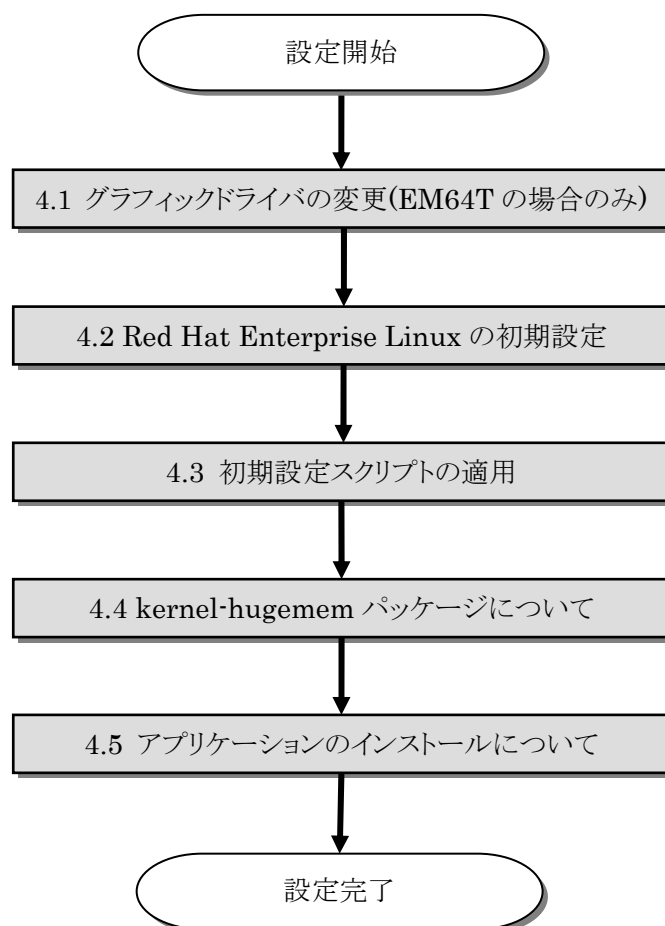 設定開始
4.1 グラフィックドライバの変更(EM64T の場合のみ)
4.2 Red Hat Enterprise Linux の初期設定
4.3 初期設定スクリプトの適用
4.4 kernel-hugemem パッケージについて
4.5 アプリケーションのインストールについて
設定完了